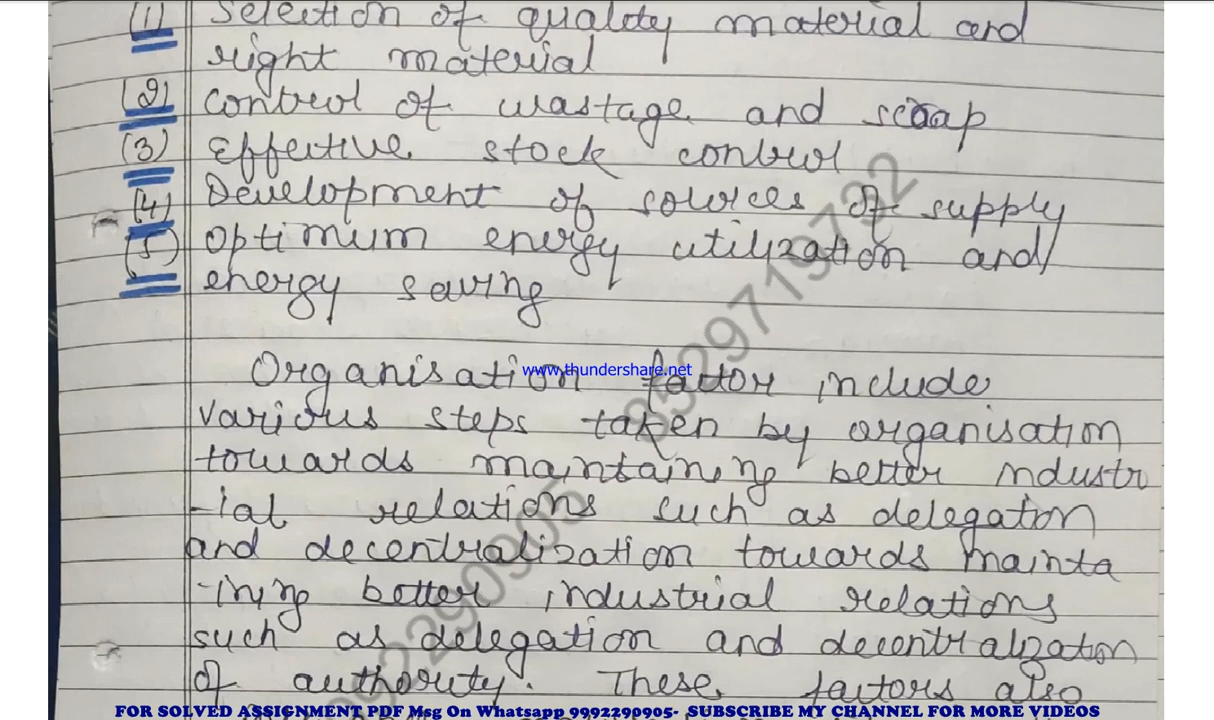 (1) Selection of quality material and
right material
(2) control of wastage and scrap
(3) Effective stock control
(4) Development of sources of supply
(5) optimum energy utilization and
energy saving
www.thundershare.net
Organisation factor include
various steps taken by organisation
towards maintaining better industr
-ial relations such as delegation
and decentralization towards mainta
-ining better industrial relations
such as delegation and decentralization
of authority. These factors also
8529719732
9992290905
FOR SOLVED ASSIGNMENT PDF Msg On Whatsapp 9992290905- SUBSCRIBE MY CHANNEL FOR MORE VIDEOS